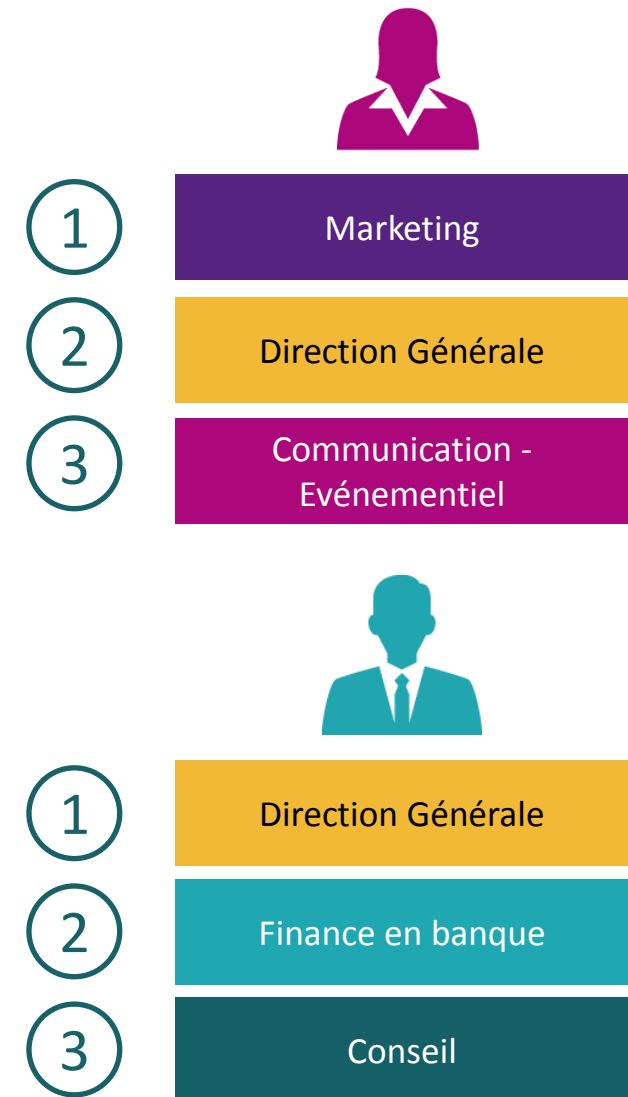 1
Marketing
2
Direction Générale
3
Communication -
Evénementiel
1
Direction Générale
2
Finance en banque
3
Conseil